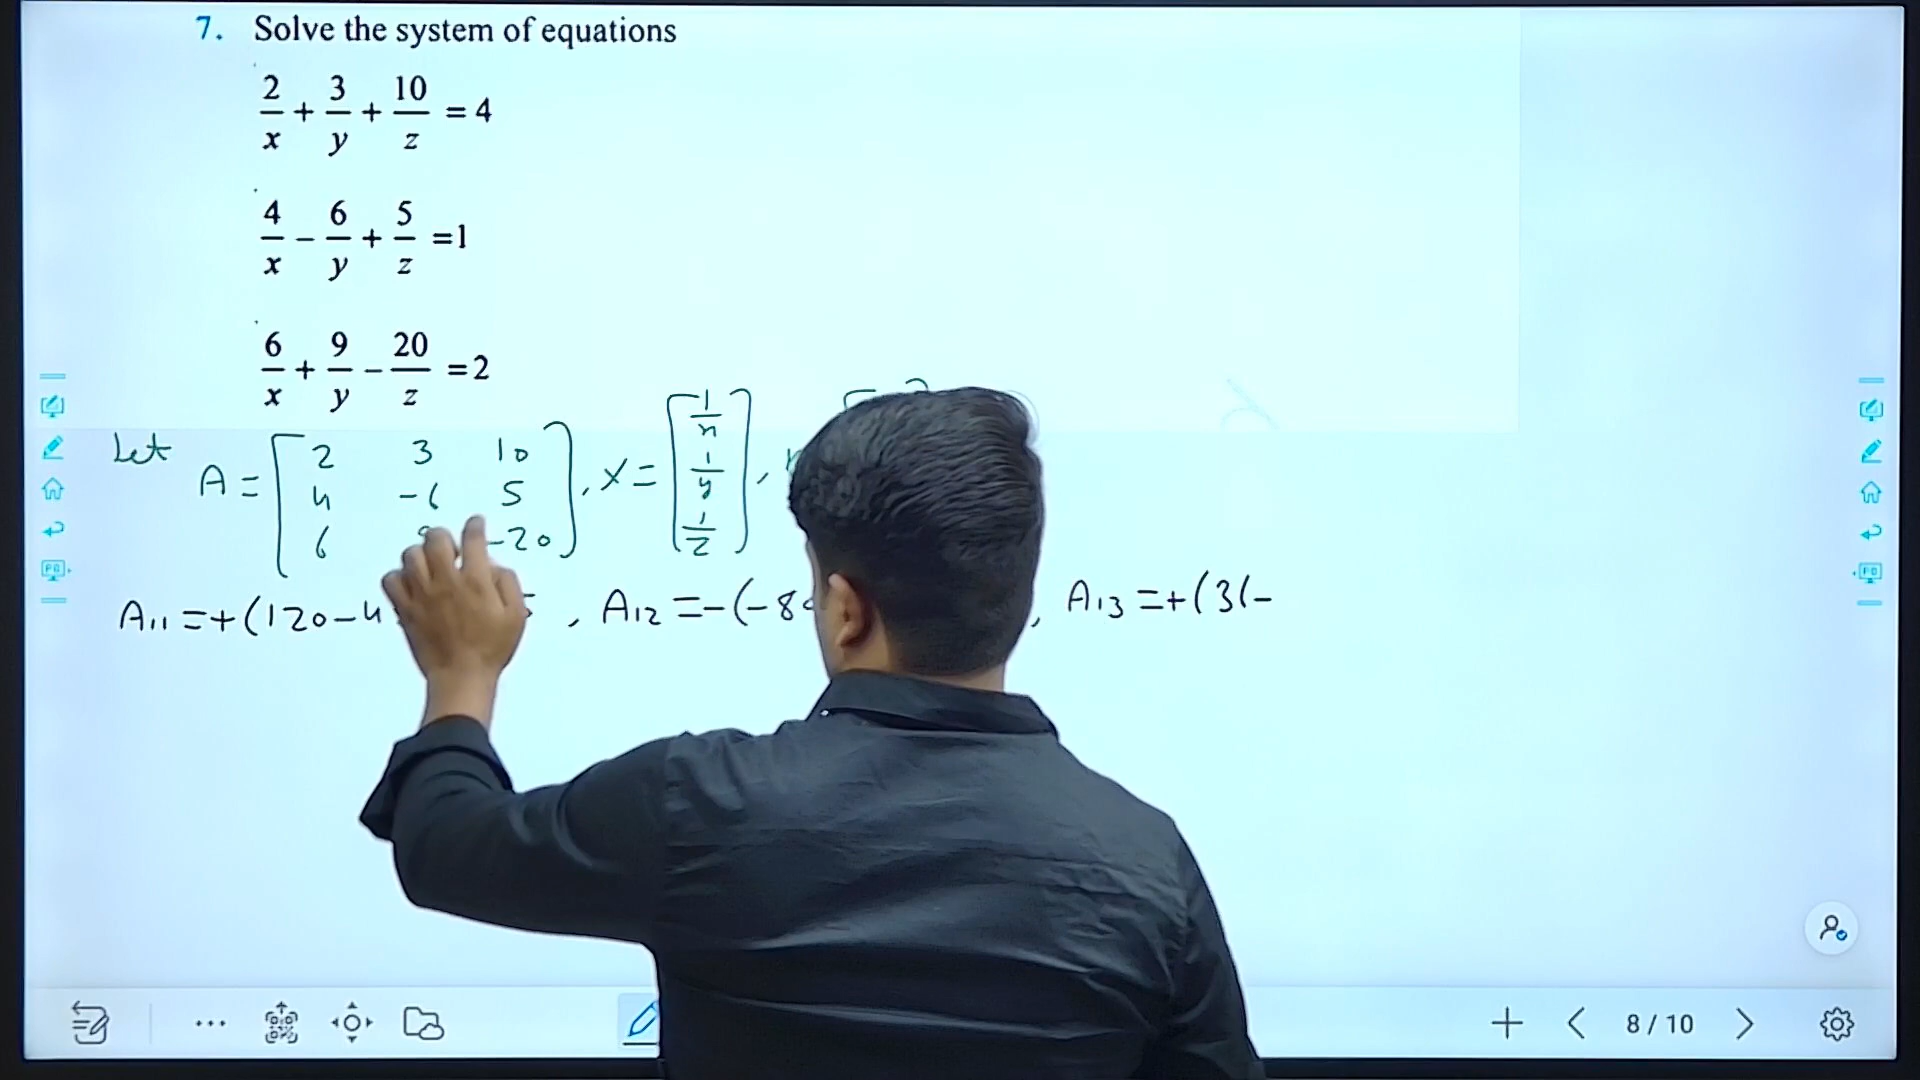 7. Solve the system of equations
2/x + 3/y + 10/z = 4
4/x - 6/y + 5/z = 1
6/x + 9/y - 20/z = 2
Let A = [2 3 10
4 -6 5
6 -20], X = [1/x
1/y
1/z],
A11 = +(120-4 , A12 = -(-8 , A13 = +(3(-
8 / 10